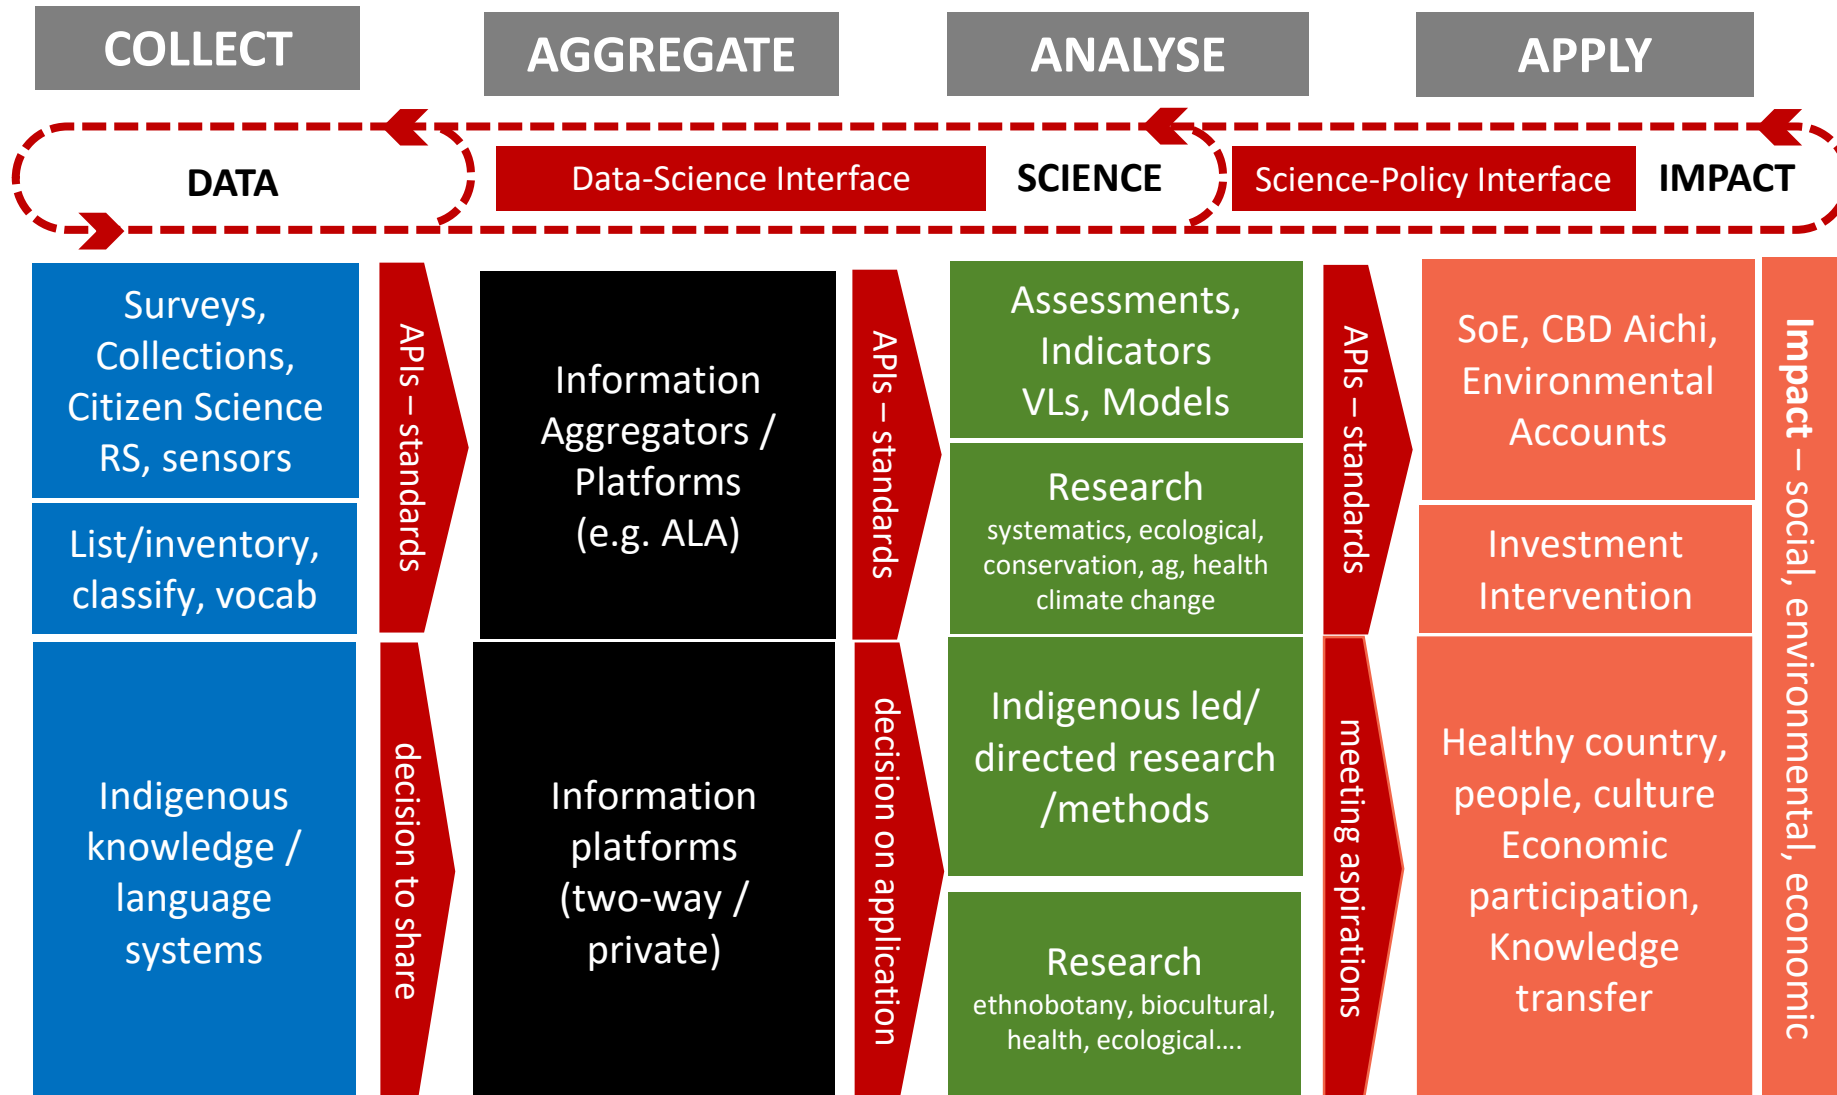 COLLECT
AGGREGATE
ANALYSE
APPLY
DATA
Data-Science Interface
SCIENCE
Science-Policy Interface
IMPACT
Surveys,
Collections,
Citizen Science
RS, sensors
List/inventory,
classify, vocab
APIs – standards
Information
Aggregators /
Platforms
(e.g. ALA)
APIs – standards
Assessments,
Indicators
VLs, Models
Research
systematics, ecological,
conservation, ag, health
climate change
APIs – standards
SoE, CBD Aichi,
Environmental
Accounts
Investment
Intervention
Indigenous
knowledge /
language
systems
decision to share
Information
platforms
(two-way /
private)
decision on application
Indigenous led/
directed research
/methods
Research
ethnobotany, biocultural,
health, ecological....
meeting aspirations
Healthy country,
people, culture
Economic
participation,
Knowledge
transfer
Impact – social, environmental, economic